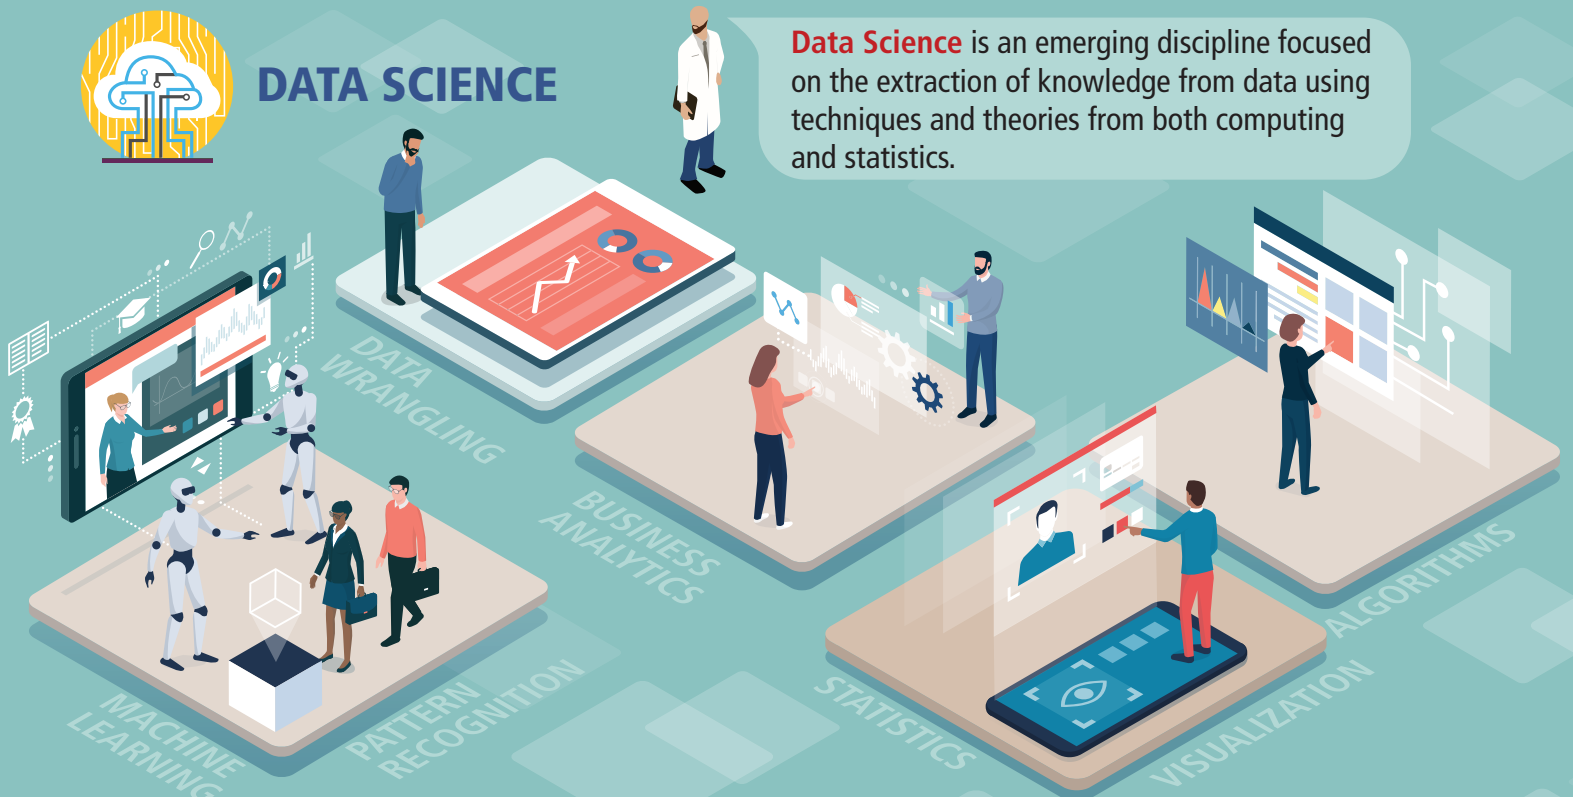 DATA SCIENCE
Data Science is an emerging discipline focused
on the extraction of knowledge from data using
techniques and theories from both computing
and statistics.
DATA
WRANGLING
BUSINESS
ANALYTICS
ALGORITHMS
MACHINE
LEARNING
PATTERN
RECOGNITION
STATISTICS
VISUALIZATION